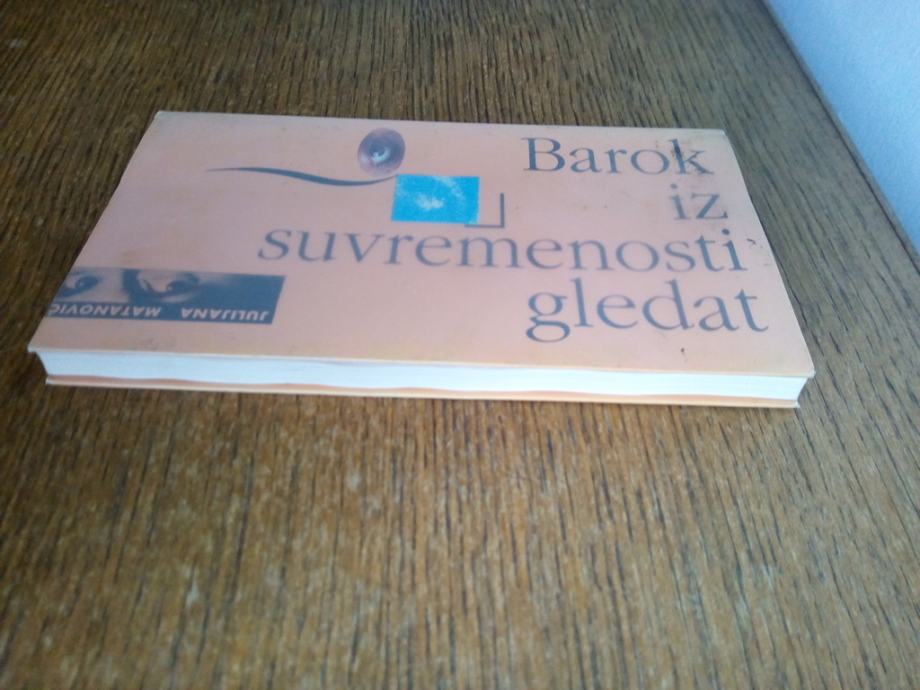 Barok
iz
suvremenosti
gledat
JULIJANA MATANOVIĆ